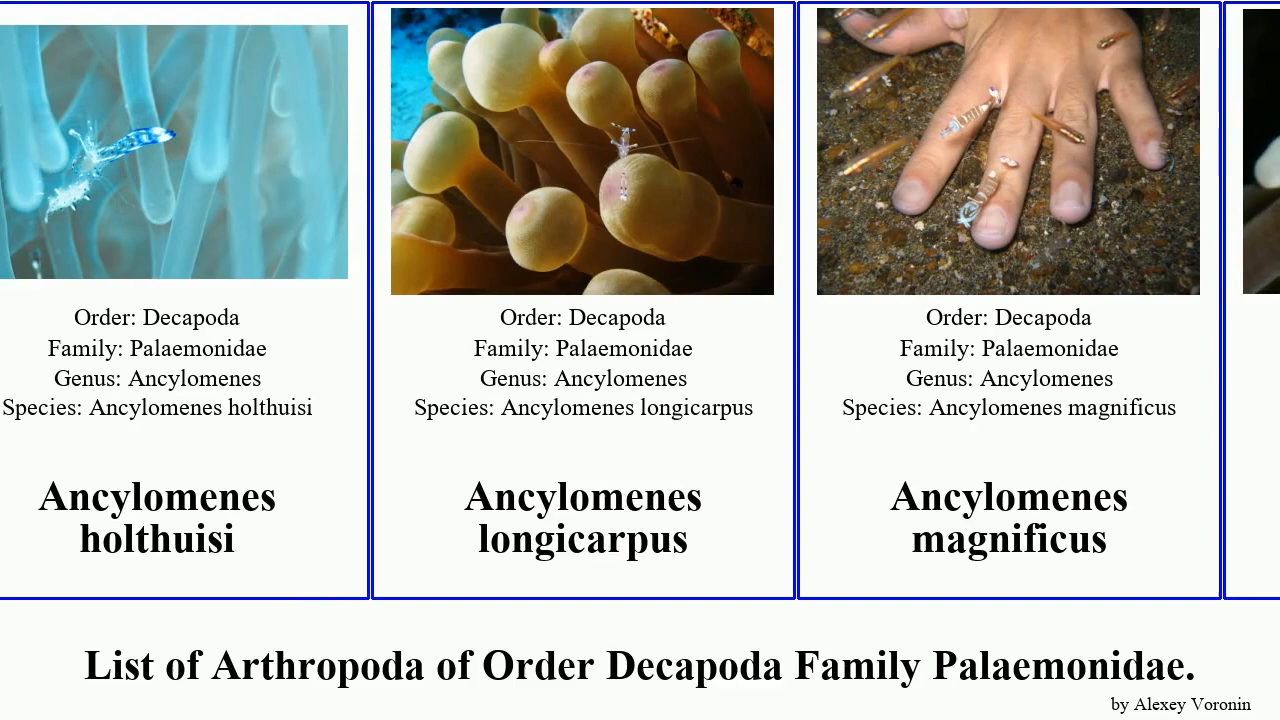 Order: Decapoda
Family: Palaemonidae
Genus: Ancylomenes
Species: Ancylomenes holthuisi
Ancylomenes
holthuisi
Order: Decapoda
Family: Palaemonidae
Genus: Ancylomenes
Species: Ancylomenes longicarpus
Ancylomenes
longicarpus
Order: Decapoda
Family: Palaemonidae
Genus: Ancylomenes
Species: Ancylomenes magnificus
Ancylomenes
magnificus
List of Arthropoda of Order Decapoda Family Palaemonidae.
by Alexey Voronin